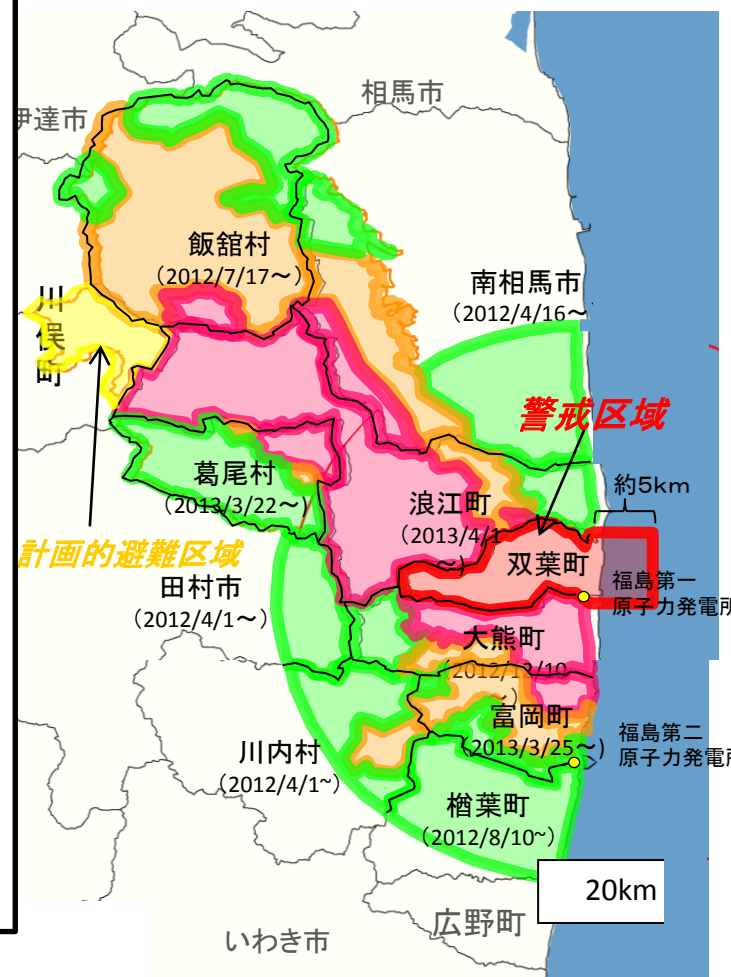 相馬市
伊達市
飯舘村
（2012/7/17～）
南相馬市
（2012/4/16～
川俣町
警戒区域
葛尾村
（2013/3/22～）
浪江町
（2013/4/1
～）
約5km
双葉町
計画的避難区域
田村市
（2012/4/1～）
福島第一
原子力発電所
大熊町
（2012/12/10
～）
富岡町
（2013/3/25～）
福島第二
原子力発電所
川内村
（2012/4/1~）
楢葉町
（2012/8/10~）
20km
広野町
いわき市